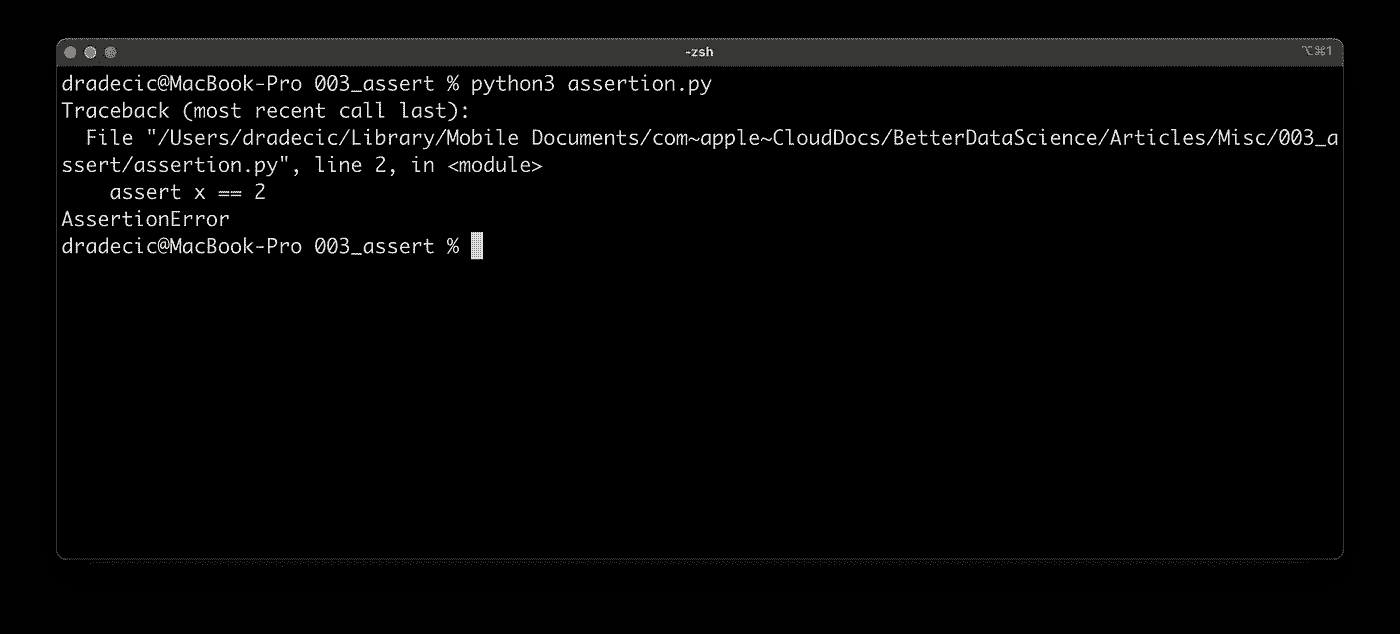 -zsh
⌥⌘1
dradecic@MacBook-Pro 003_assert % python3 assertion.py
Traceback (most recent call last):
  File "/Users/dradecic/Library/Mobile Documents/com~apple~CloudDocs/BetterDataScience/Articles/Misc/003_a
ssert/assertion.py", line 2, in <module>
    assert x == 2
AssertionError
dradecic@MacBook-Pro 003_assert %